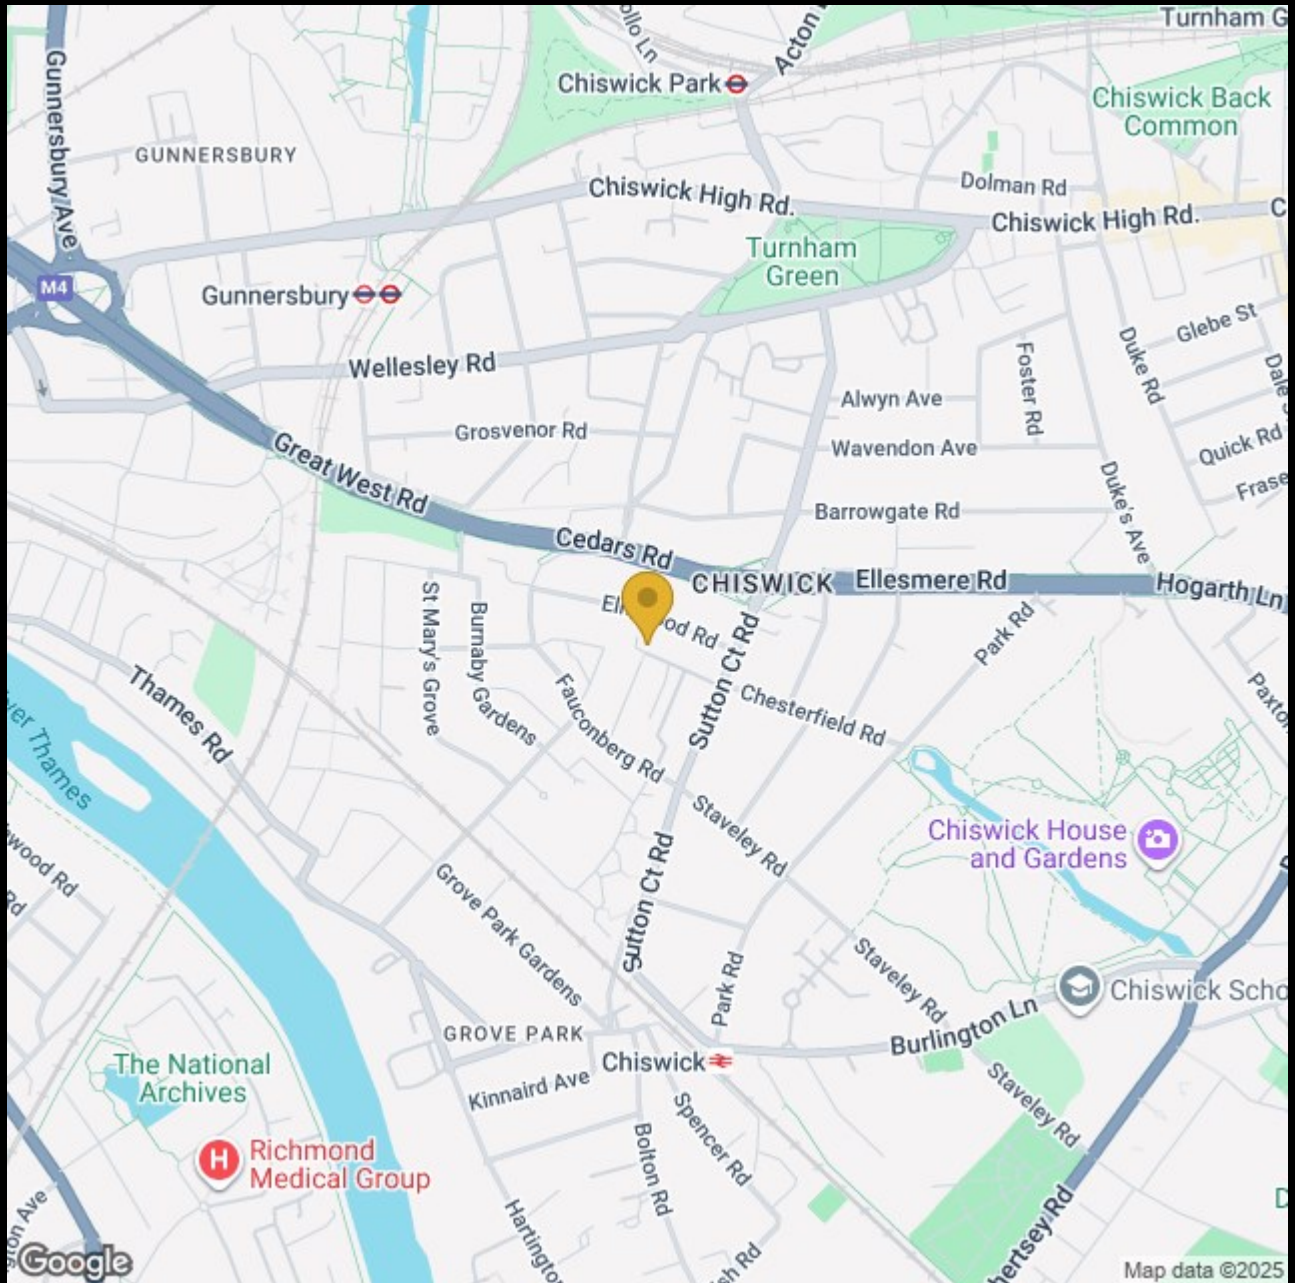 Turnham G
Acton
Chiswick Park
Gunnersbury Ave
GUNNERSBURY
Chiswick Back
Common
Dolman Rd
Chiswick High Rd.
Chiswick High Rd.
C
Turnham
Green
M4
Gunnersbury
Glebe St
Duke Rd
Foster Rd
Wellesley Rd
Alwyn Ave
Grosvenor Rd
Wavendon Ave
Quick Rd
Great West Rd
Duke's Ave
Barrowgate Rd
Cedars Rd
CHISWICK
Ellesmere Rd
Hogarth Ln
St Mary's Grove
Burnaby Gardens
Park Rd
Sutton Ct Rd
Thames Rd
Fauconberg Rd
Chesterfield Rd
Thames
Staveley Rd
Chiswick House
and Gardens
Sutton Ct Rd
Grove Park Gardens
Rd
Park Rd
Staveley Rd
Chiswick Scho
Burlington Ln
GROVE PARK
Chiswick
The National
Archives
Kinnaird Ave
Staveley Rd
Spencer Rd
Bolton Rd
H
Richmond
Medical Group
Google
Map data ©2025